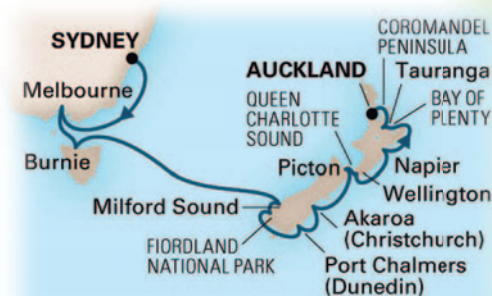 SYDNEY
Melbourne
Burnie
COROMANDEL
PENINSULA
AUCKLAND
Tauranga
QUEEN
CHARLOTTE
SOUND
BAY OF
PLENTY
Picton
Napier
Wellington
Milford Sound
Akaroa
(Christchurch)
FIORDLAND
NATIONAL PARK
Port Chalmers
(Dunedin)